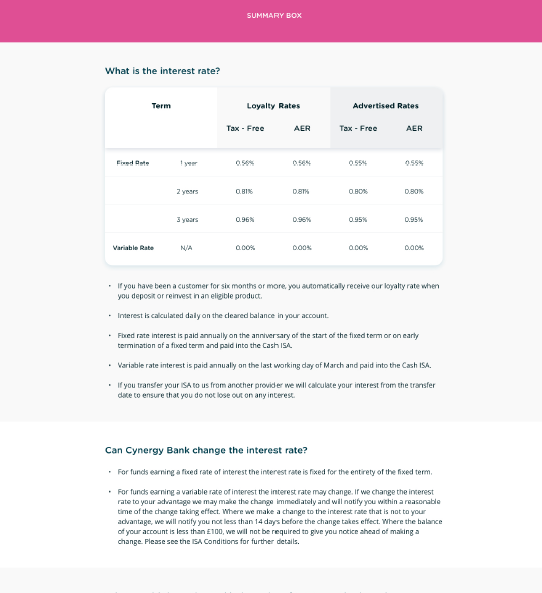 SUMMARY BOX
What is the interest rate?
Term Loyalty Rates Advertised Rates
Tax - Free AER Tax - Free AER
Fixed Rate 1 year 0.56% 0.56% 0.55% 0.55%
2 years 0.81% 0.81% 0.80% 0.80%
3 years 0.96% 0.96% 0.95% 0.95%
Variable Rate N/A 0.00% 0.00% 0.00% 0.00%
• If you have been a customer for six months or more, you automatically receive our loyalty rate when
you deposit or reinvest in an eligible product.
• Interest is calculated daily on the cleared balance in your account.
• Fixed rate interest is paid annually on the anniversary of the start of the fixed term or on early
termination of a fixed term and paid into the Cash ISA.
• Variable rate interest is paid annually on the last working day of March and paid into the Cash ISA.
• If you transfer your ISA to us from another provider we will calculate your interest from the transfer
date to ensure that you do not lose out on any interest.
Can Cynergy Bank change the interest rate?
• For funds earning a fixed rate of interest the interest rate is fixed for the entirety of the fixed term.
• For funds earning a variable rate of interest the interest rate may change. If we change the interest
rate to your advantage we may make the change immediately and will notify you within a reasonable
time of the change taking effect. Where we make a change to the interest rate that is not to your
advantage, we will notify you not less than 14 days before the change takes effect. Where the balance
of your account is less than £100, we will not be required to give you notice ahead of making a
change. Please see the ISA Conditions for further details.